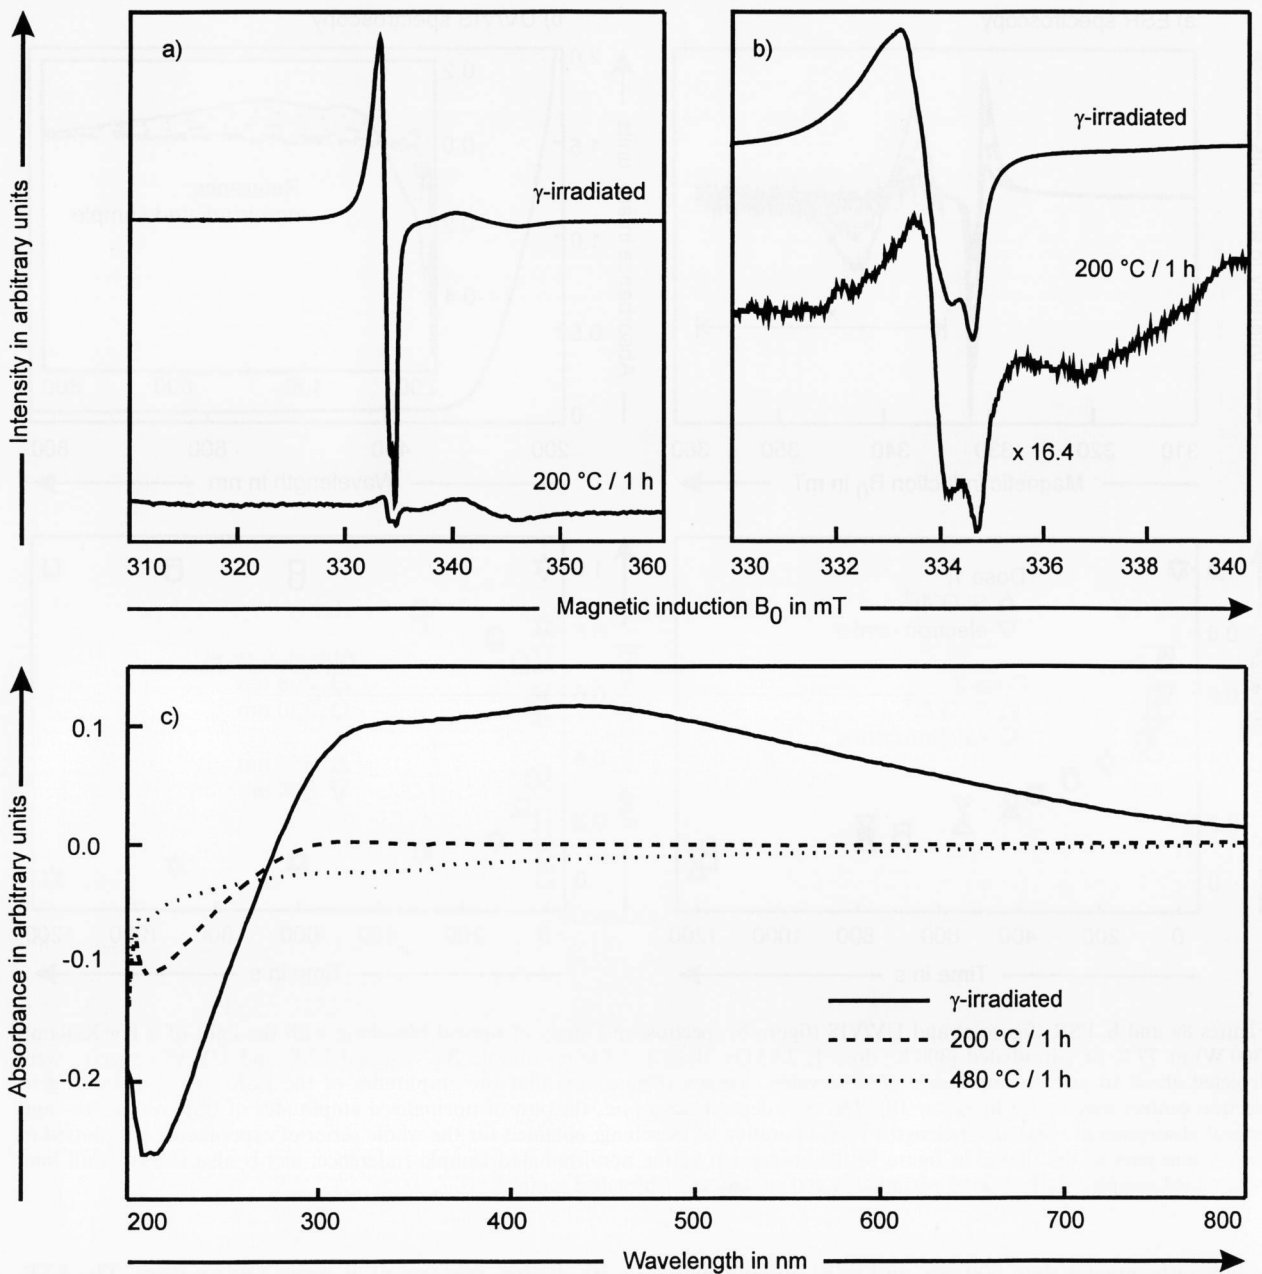 a)
γ-irradiated
200 °C / 1 h
310 320 330 340 350 360
b)
γ-irradiated
200 °C / 1 h
x 16.4
330 332 334 336 338 340
Intensity in arbitrary units
Magnetic induction B0 in mT
c)
0.1
0.0
-0.1
-0.2
γ-irradiated
200 °C / 1 h
480 °C / 1 h
200 300 400 500 600 700 800
Absorbance in arbitrary units
Wavelength in nm